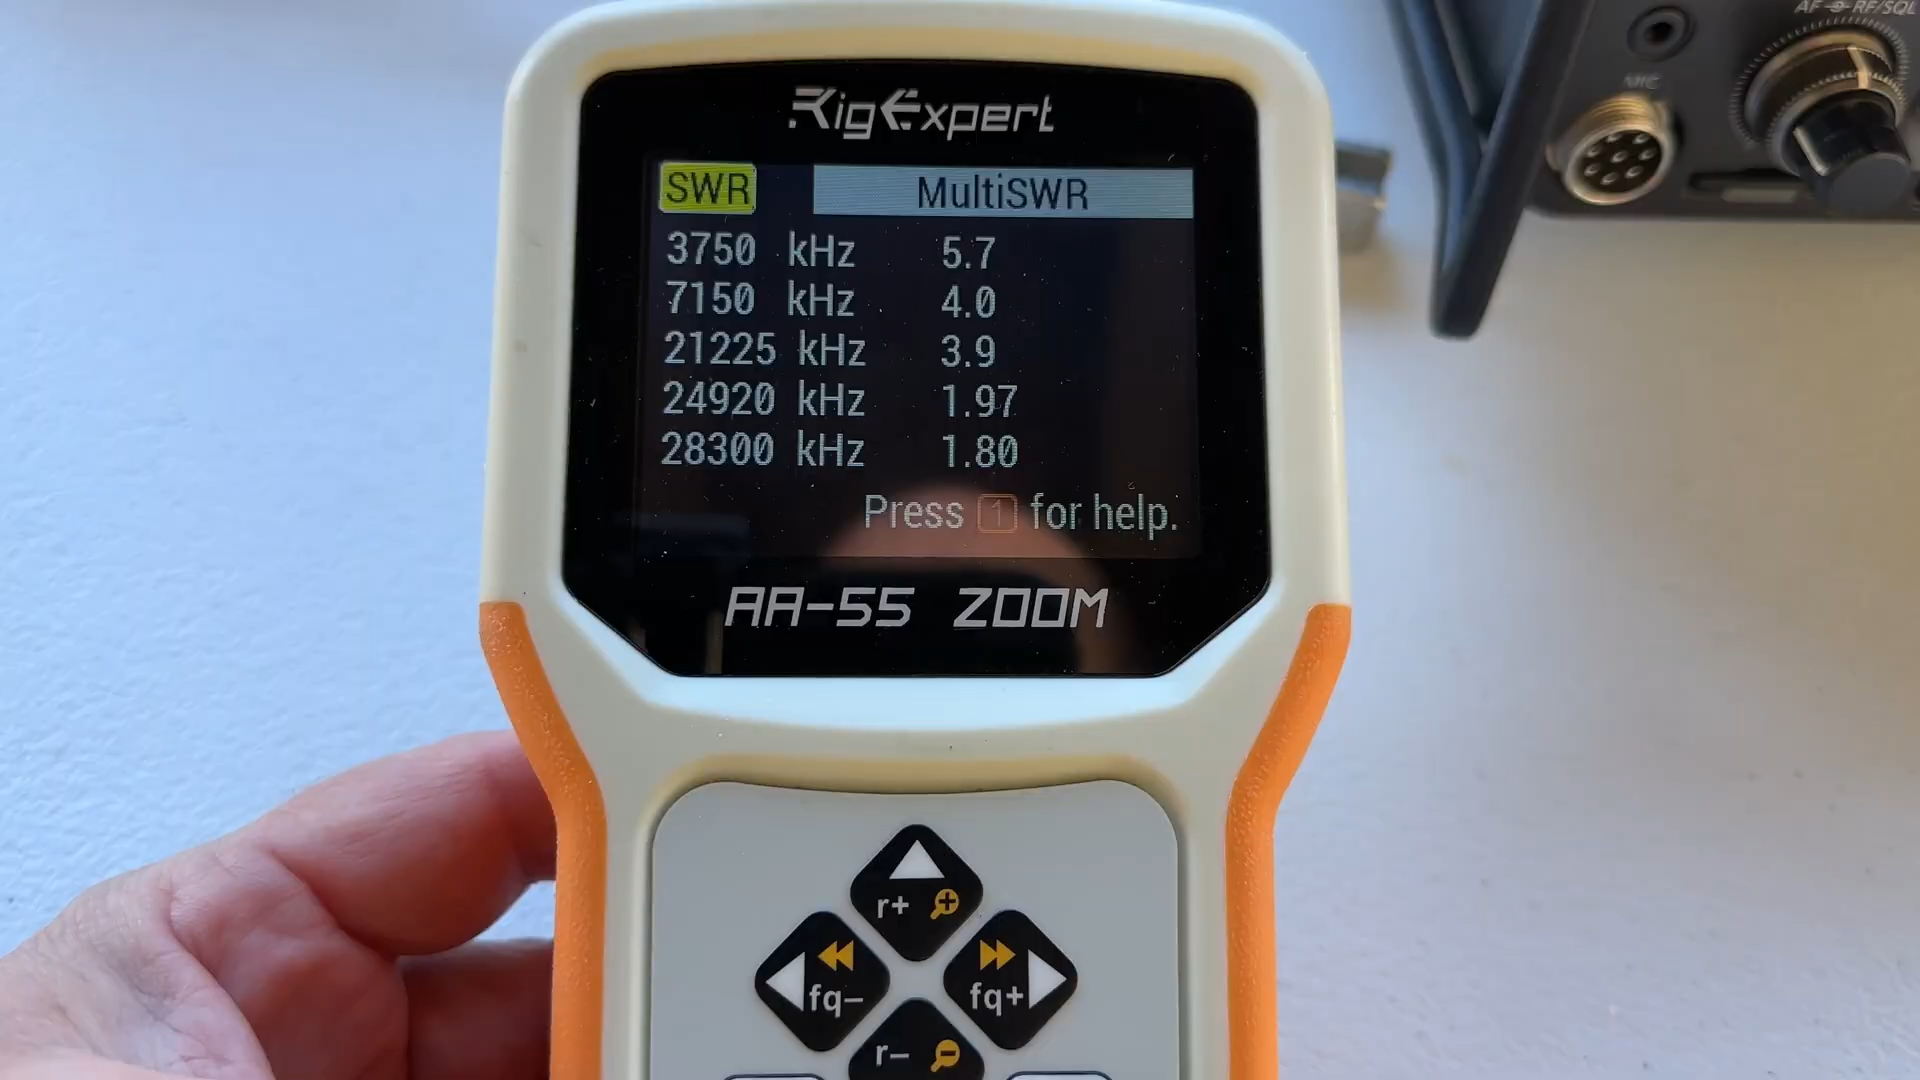 AF RF/SQL
MIC
RigExpert
SWR MultiSWR
3750 kHz 5.7
7150 kHz 4.0
21225 kHz 3.9
24920 kHz 1.97
28300 kHz 1.80
Press 1 for help.
AA-55 ZOOM
r+
fq-
fq+
r-